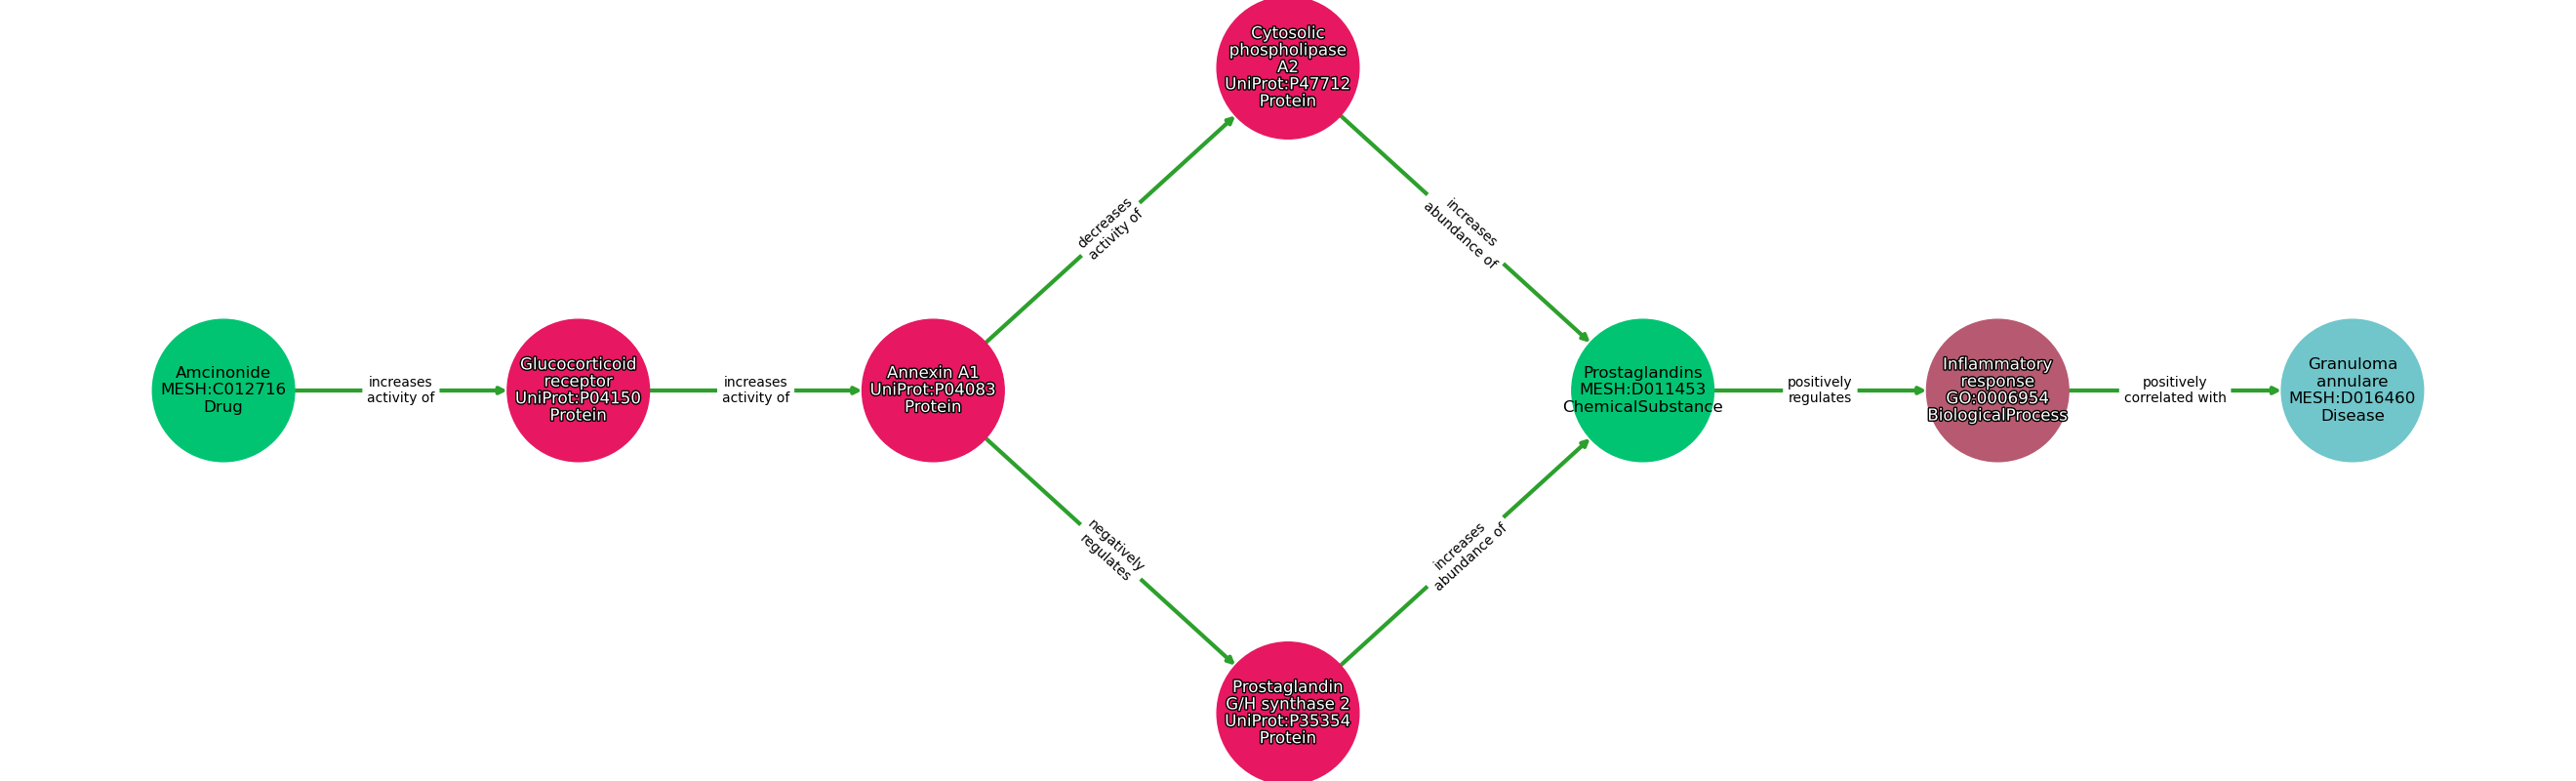 Cytosolic
phospholipase
A2
UniProt:P47712
Protein
decreases
activity of
increases
abundance of
Amcinonide
MESH:C012716
Drug
increases
activity of
Glucocorticoid
receptor
UniProt:P04150
Protein
increases
activity of
Annexin A1
UniProt:P04083
Protein
Prostaglandins
MESH:D011453
ChemicalSubstance
positively
regulates
Inflammatory
response
GO:0006954
BiologicalProcess
positively
correlated with
Granuloma
annulare
MESH:D016460
Disease
negatively
regulates
increases
abundance of
Prostaglandin
G/H synthase 2
UniProt:P35354
Protein